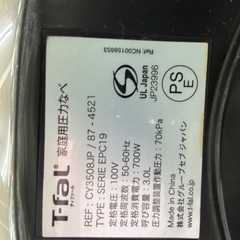 T-fal
ティファール
家庭用圧力なべ
REF: CY3508JP / 87 - 4521
TYPE: SERIE EPC19
定格電圧：100V
定格周波数：50-60Hz
定格消費電力：700W
呼び容量：3.0L
圧力調整装置作動圧力：70kPa
Made in China
株式会社グループセブ ジャパン
www.t-fal.co.jp
UL Japan
JP23996
PS
E
Ref: NC00158853